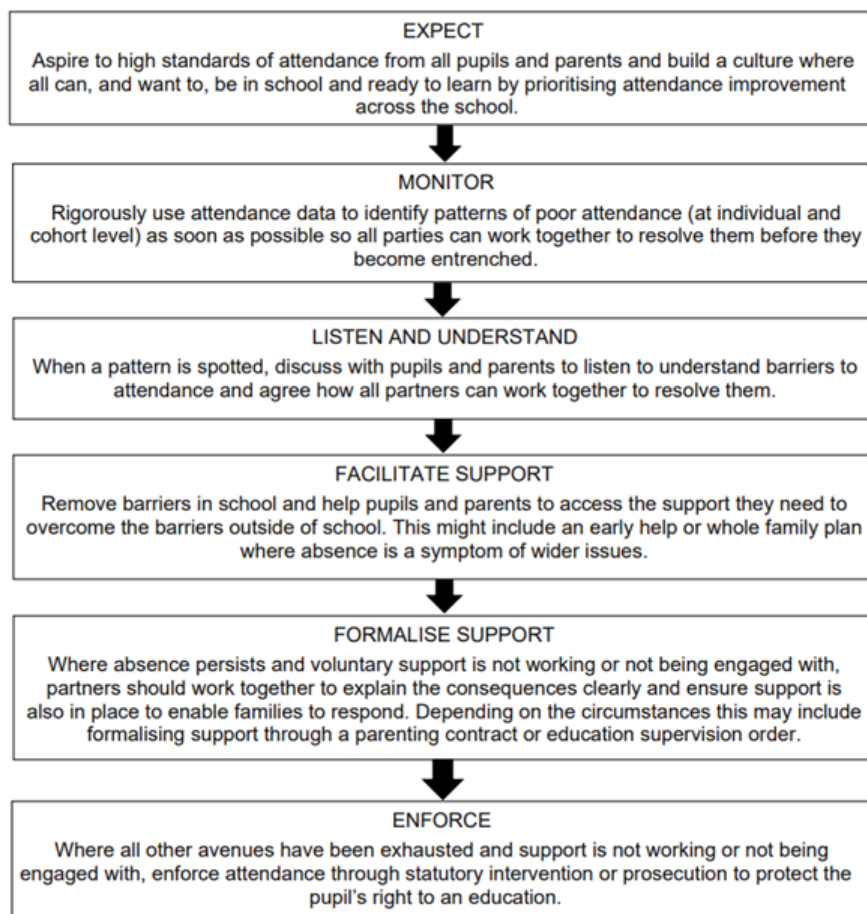 EXPECT
Aspire to high standards of attendance from all pupils and parents and build a culture where
all can, and want to, be in school and ready to learn by prioritising attendance improvement
across the school.
MONITOR
Rigorously use attendance data to identify patterns of poor attendance (at individual and
cohort level) as soon as possible so all parties can work together to resolve them before they
become entrenched.
LISTEN AND UNDERSTAND
When a pattern is spotted, discuss with pupils and parents to listen to understand barriers to
attendance and agree how all partners can work together to resolve them.
FACILITATE SUPPORT
Remove barriers in school and help pupils and parents to access the support they need to
overcome the barriers outside of school. This might include an early help or whole family plan
where absence is a symptom of wider issues.
FORMALISE SUPPORT
Where absence persists and voluntary support is not working or not being engaged with,
partners should work together to explain the consequences clearly and ensure support is
also in place to enable families to respond. Depending on the circumstances this may include
formalising support through a parenting contract or education supervision order.
ENFORCE
Where all other avenues have been exhausted and support is not working or not being
engaged with, enforce attendance through statutory intervention or prosecution to protect the
pupil's right to an education.